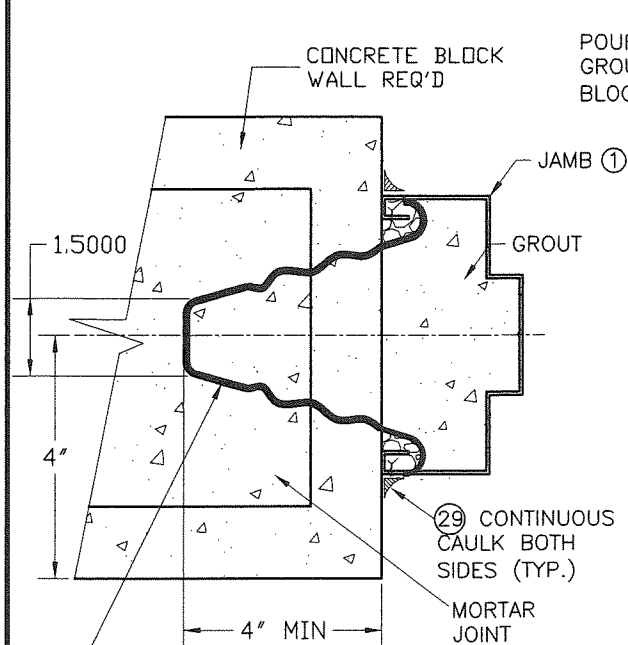 CONCRETE BLOCK
WALL REQ'D
JAMB 1
1.5000
GROUT
4"
29 CONTINUOUS
CAULK BOTH
SIDES (TYP.)
MORTAR
JOINT
4" MIN